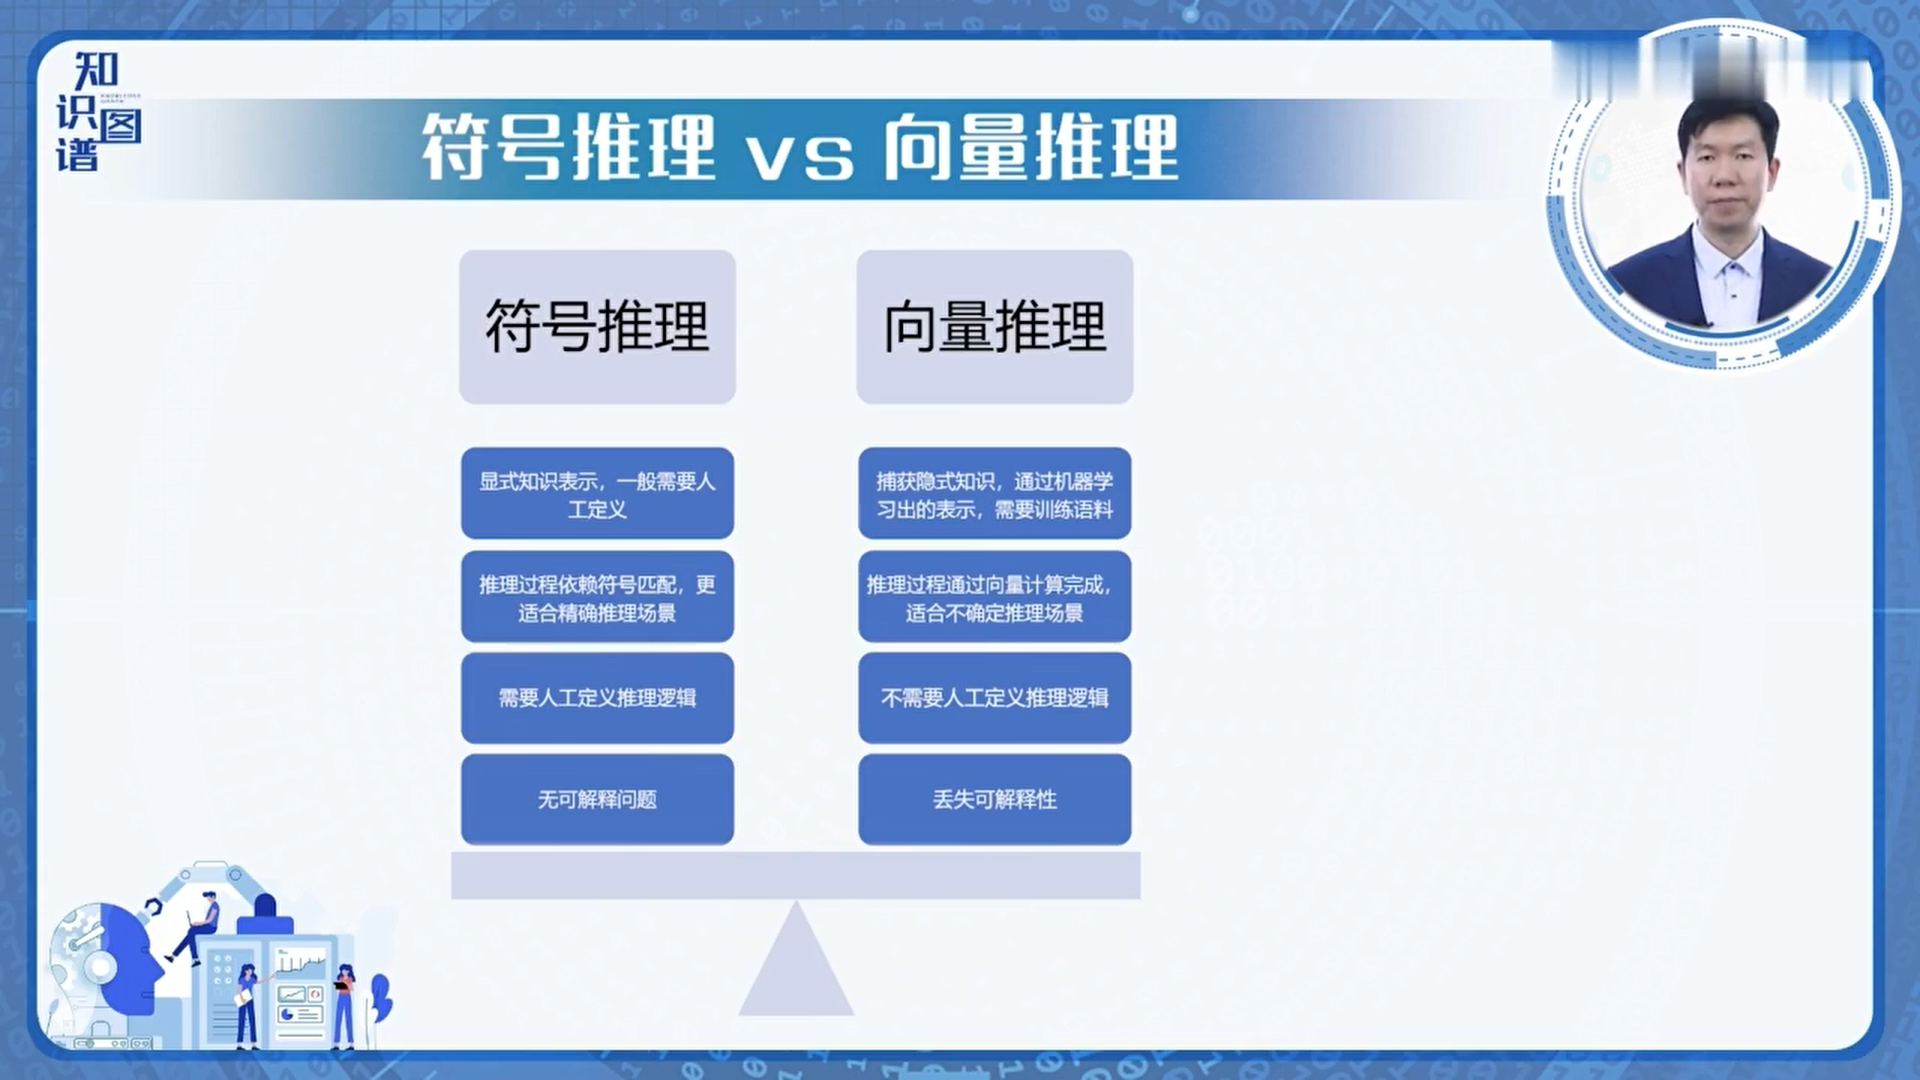 知识图谱
符号推理 vs 向量推理
符号推理
向量推理
显式知识表示，一般需要人
工定义
捕获隐式知识，通过机器学
习出的表示，需要训练语料
推理过程依赖符号匹配，更
适合精确推理场景
推理过程通过向量计算完成，
适合不确定推理场景
需要人工定义推理逻辑
不需要人工定义推理逻辑
无可解释问题
丢失可解释性